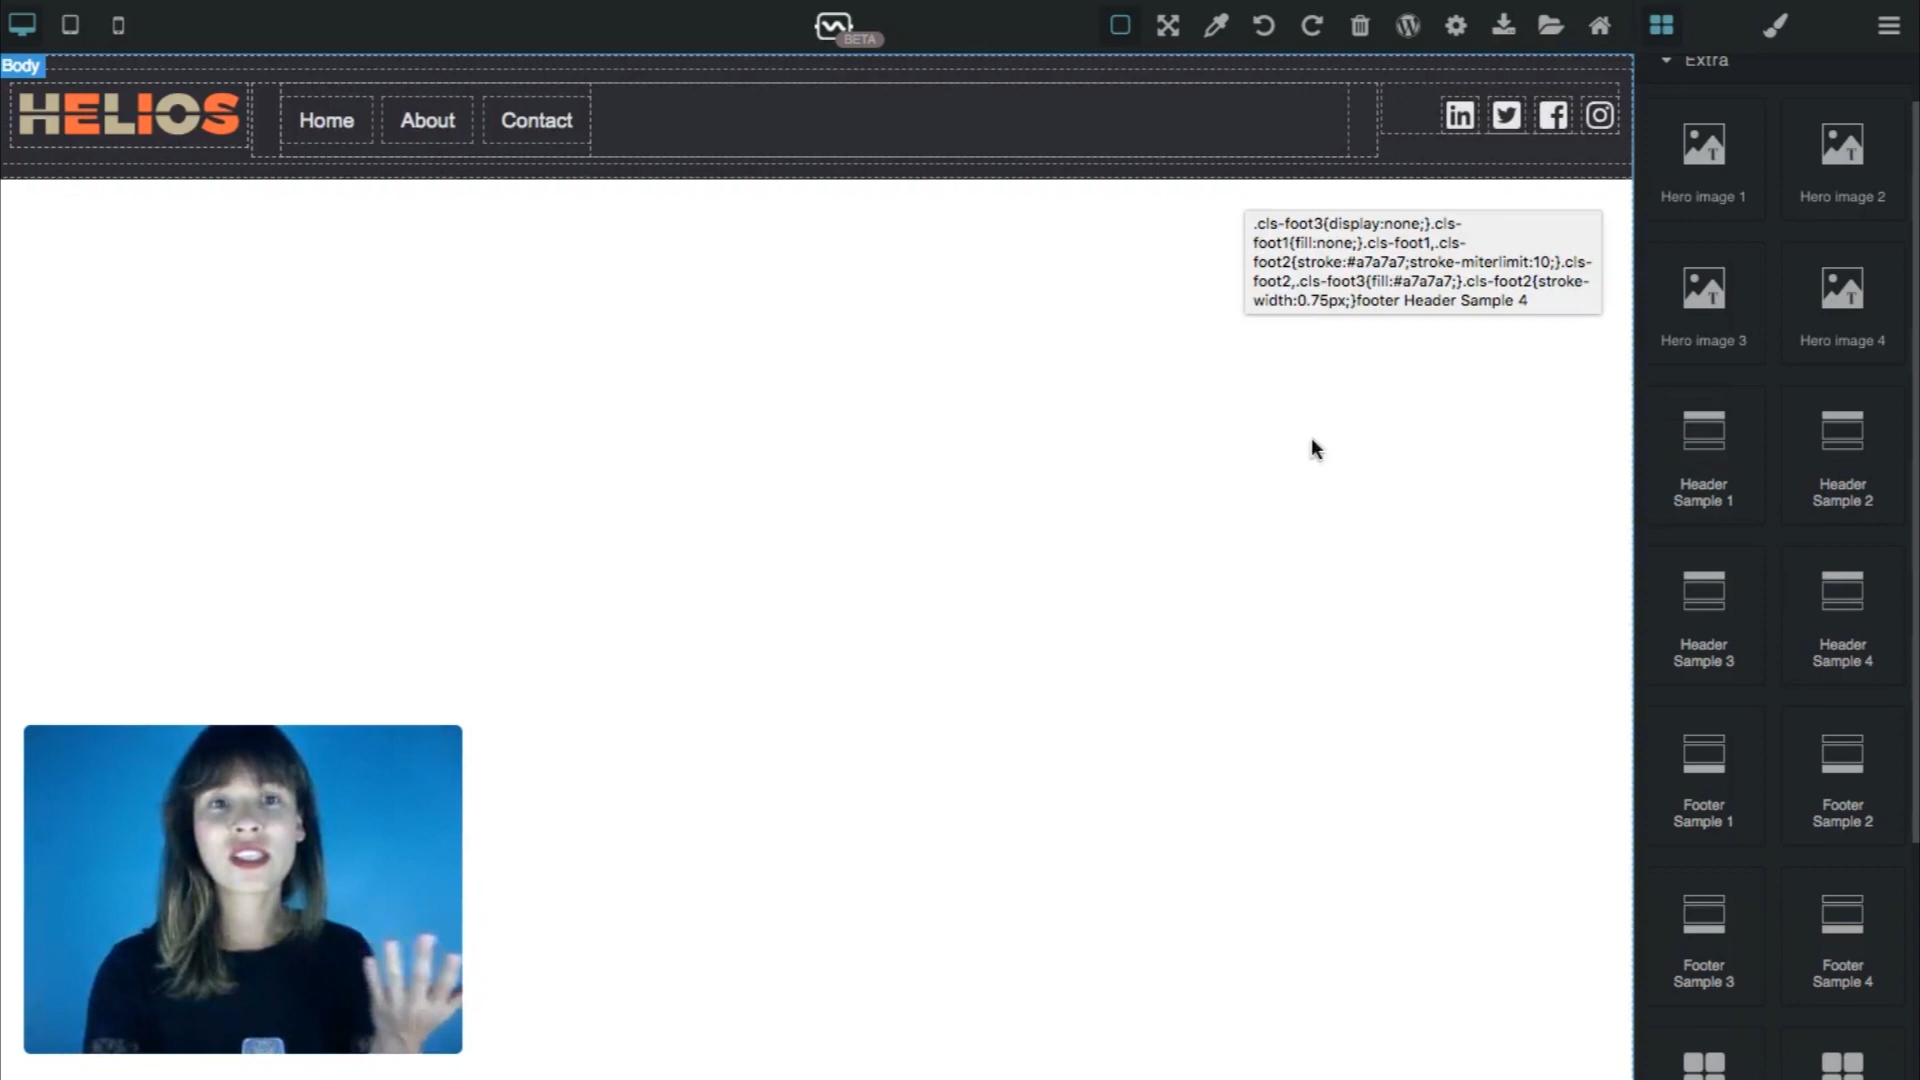 BETA
Body
HELIOS
Home
About
Contact
.cls-foot3{display:none;}.cls-
foot1{fill:none;}.cls-foot1,.cls-
foot2{stroke:#a7a7a7;stroke-miterlimit:10;}.cls-
foot2,.cls-foot3{fill:#a7a7a7;}.cls-foot2{stroke-
width:0.75px;}footer Header Sample 4
Extra
Hero image 1
Hero image 2
Hero image 3
Hero image 4
Header
Sample 1
Header
Sample 2
Header
Sample 3
Header
Sample 4
Footer
Sample 1
Footer
Sample 2
Footer
Sample 3
Footer
Sample 4